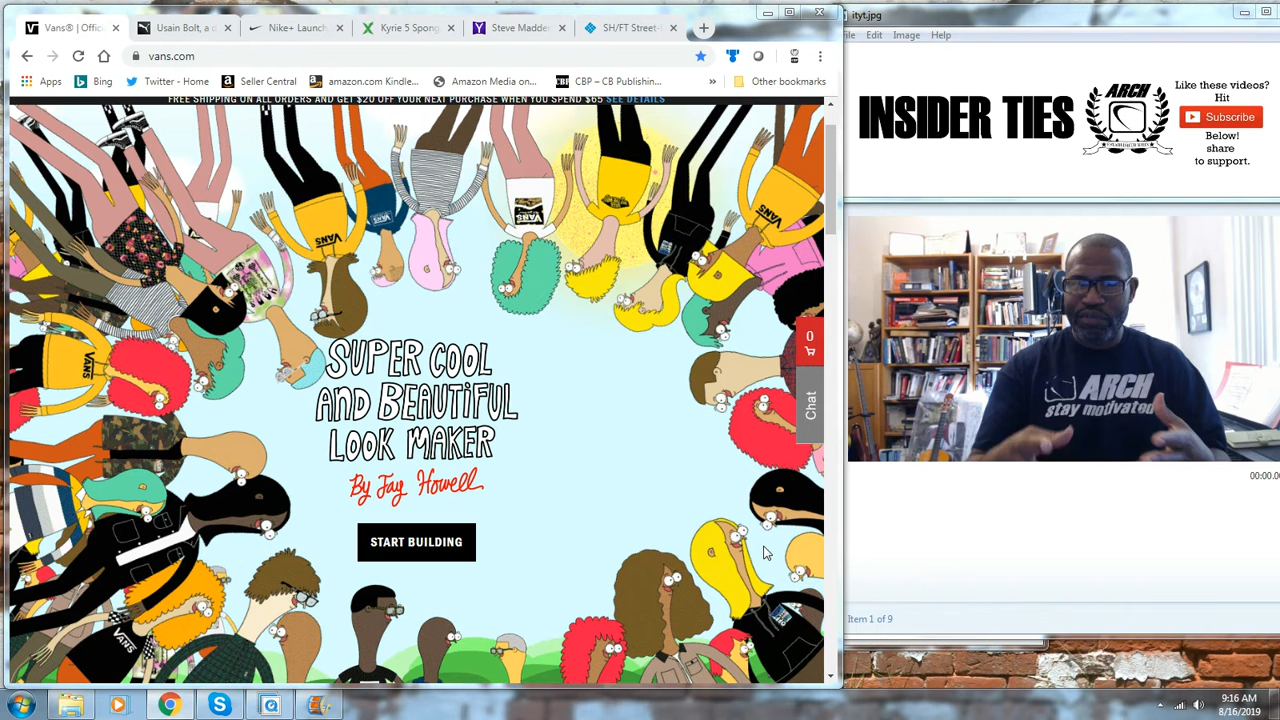 Vans® | Offic
Usain Bolt, a d
Nike+ Launch
Kyrie 5 Spong
Steve Madde
SH/FT Street-I
vans.com
Apps
Bing
Twitter - Home
Seller Central
amazon.com Kindle...
Amazon Media on...
CBP – CB Publishin...
»
Other bookmarks
FREE SHIPPING ON ALL ORDERS AND GET $20 OFF YOUR NEXT PURCHASE WHEN YOU SPEND $65 SEE DETAILS
VANS
VANS
VANS
VANS
VANS
VANS
SUPER COOL
AND BEAUTIFUL
LOOK MAKER
By Jay Howell
START BUILDING
0
Chat
ityt.jpg
File Edit Image Help
INSIDER TIES
ARCH
Like these videos?
Hit
Subscribe
Below!
share
to support.
ARCH
stay motivated
00:00.0
Item 1 of 9
9:16 AM
8/16/2019